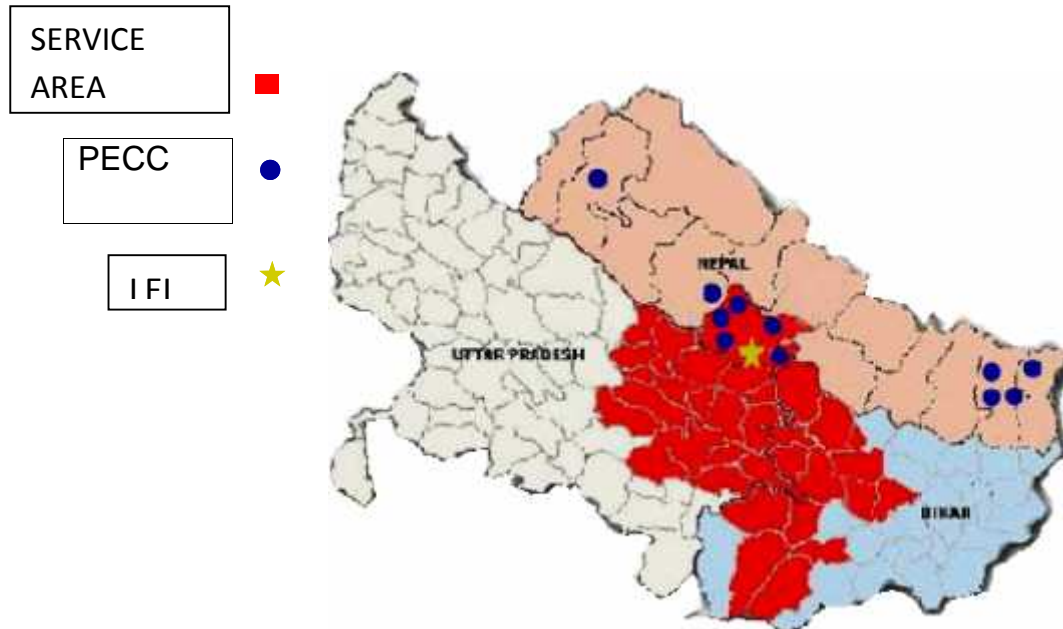 SERVICE
AREA
PECC
I FI
NEPAL
UTTAR PRADESH
BIHAR